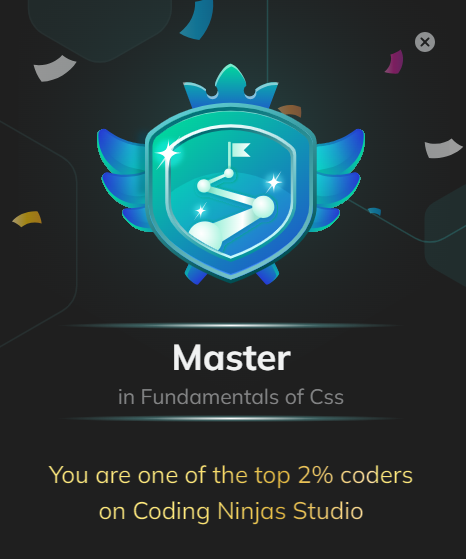 Master
in Fundamentals of Css
You are one of the top 2% coders
on Coding Ninjas Studio